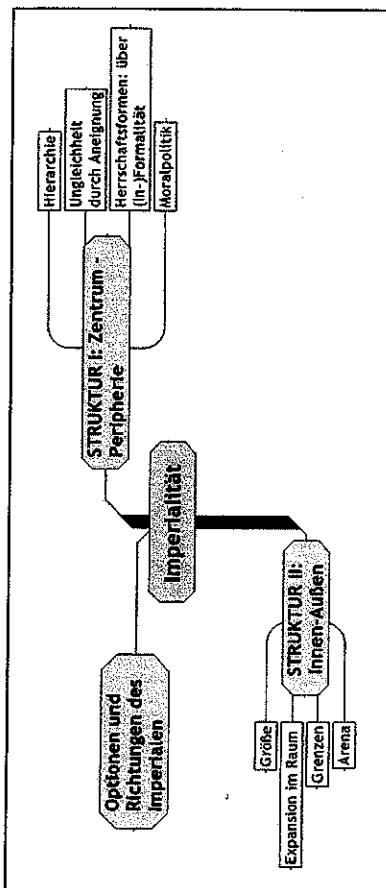 Imperialität
Optionen und
Richtungen des
Imperialen
STRUKTUR I: Zentrum -
Peripherie
Hierarchie
Ungleichheit
durch Aneignung
Herrschaftsformen: über
(In-)Formalität
Moralpolitik
STRUKTUR II:
Innen-Außen
Größe
Expansion im Raum
Grenzen
Arena